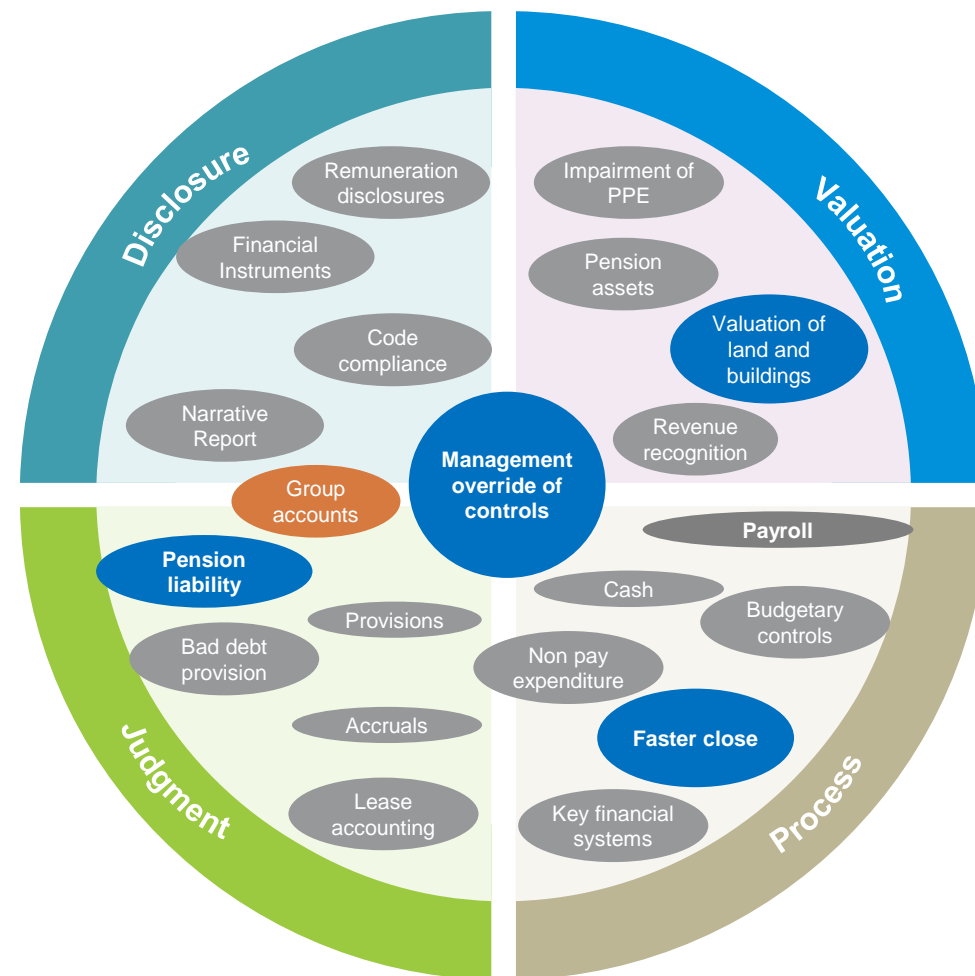 Disclosure
Remuneration
disclosures
Financial
Instruments
Code
compliance
Narrative
Report
Valuation
Impairment of
PPE
Pension
assets
Valuation of
land and
buildings
Revenue
recognition
Management
override of
controls
Group
accounts
Judgment
Pension
liability
Provisions
Bad debt
provision
Accruals
Lease
accounting
Process
Payroll
Cash
Budgetary
controls
Non pay
expenditure
Faster close
Key financial
systems